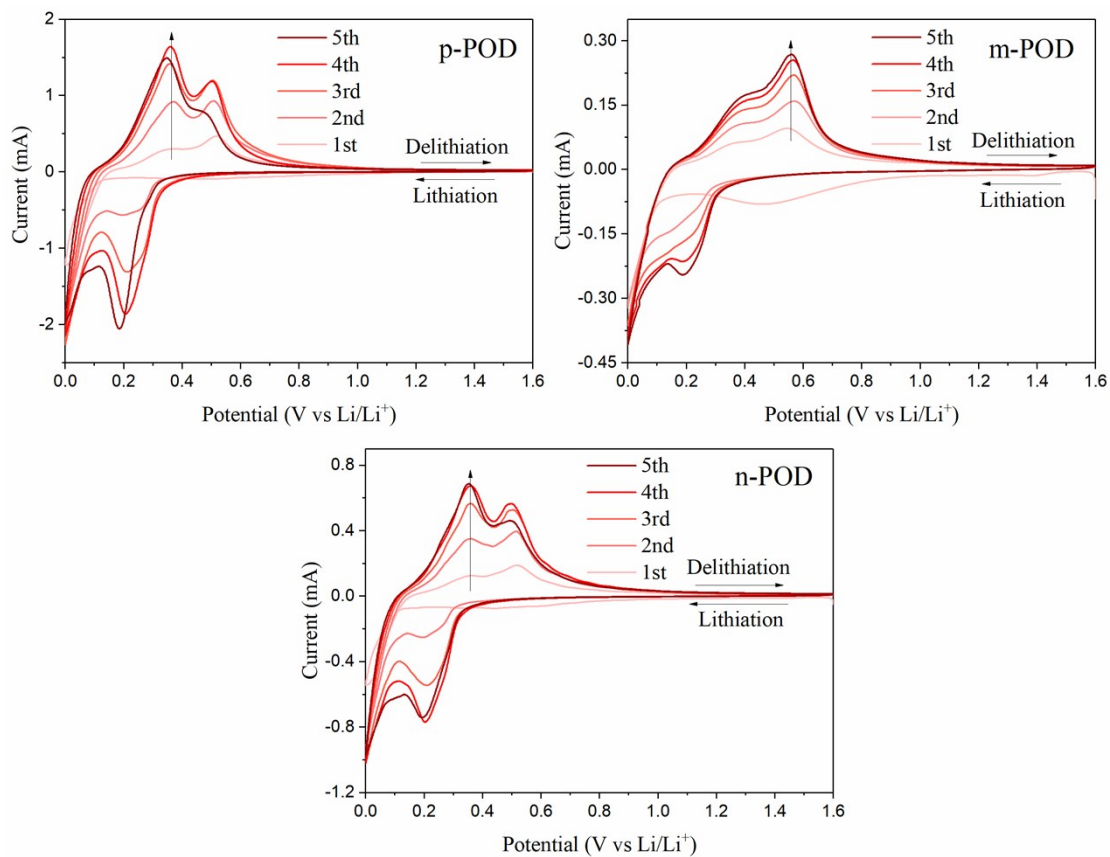 p-POD
5th
4th
3rd
2nd
1st
Delithiation
Lithiation
2
1
0
-1
-2
Current (mA)
0.0 0.2 0.4 0.6 0.8 1.0 1.2 1.4 1.6
Potential (V vs Li/Li⁺)
m-POD
5th
4th
3rd
2nd
1st
Delithiation
Lithiation
0.30
0.15
0.00
-0.15
-0.30
-0.45
Current (mA)
0.0 0.2 0.4 0.6 0.8 1.0 1.2 1.4 1.6
Potential (V vs Li/Li⁺)
n-POD
5th
4th
3rd
2nd
1st
Delithiation
Lithiation
0.8
0.4
0.0
-0.4
-0.8
-1.2
Current (mA)
0.0 0.2 0.4 0.6 0.8 1.0 1.2 1.4 1.6
Potential (V vs Li/Li⁺)